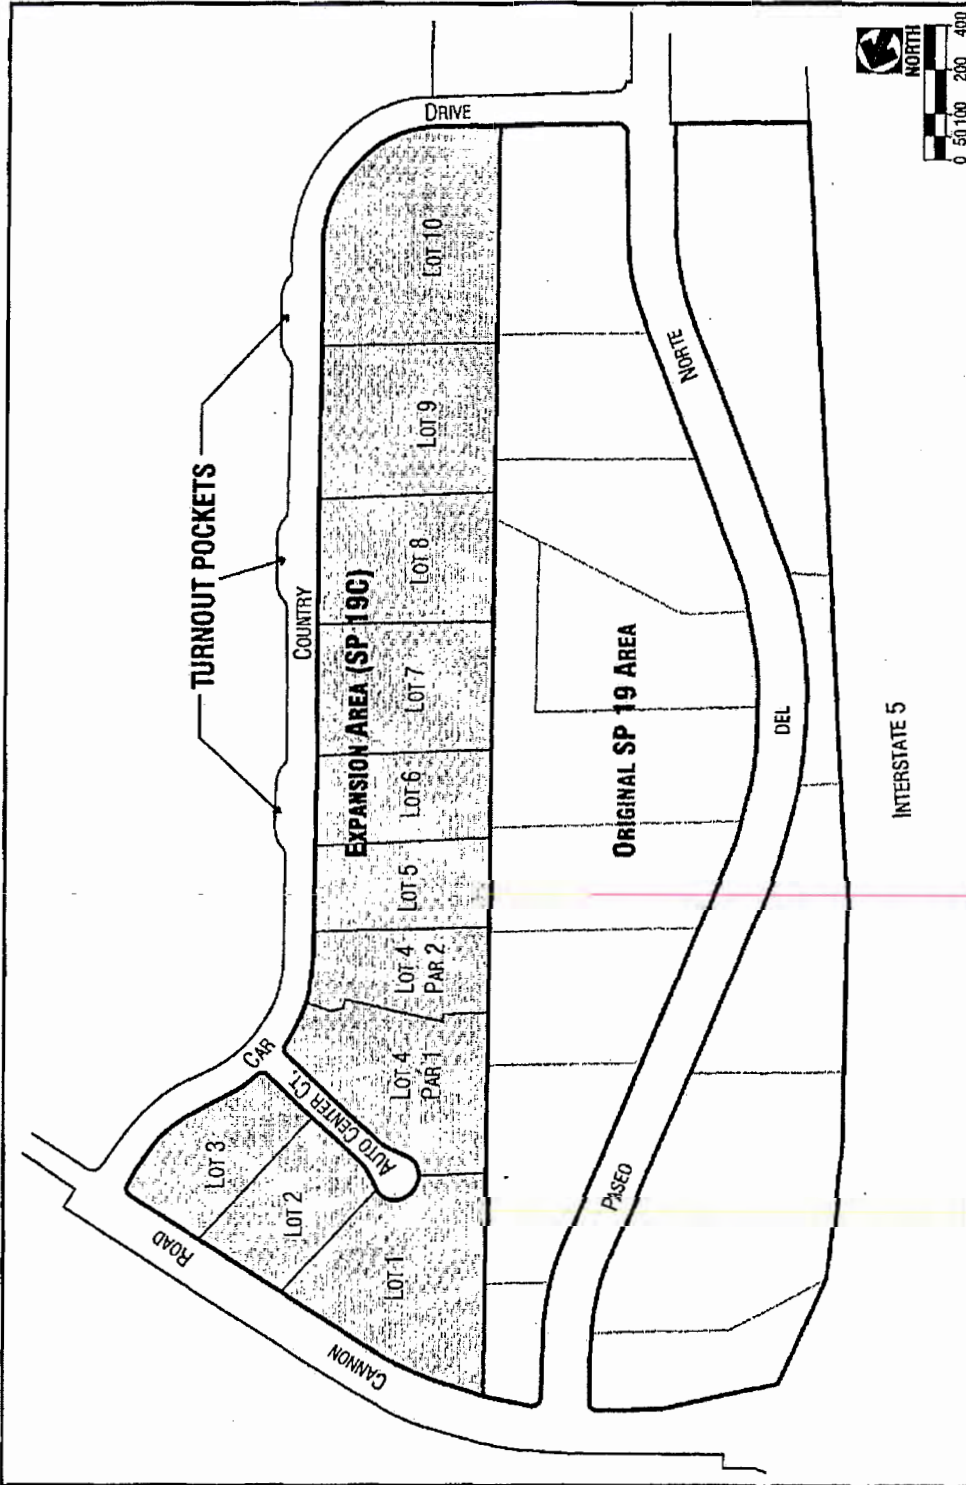 TURNOUT POCKETS
CAR
COUNTRY
DRIVE
EXPANSION AREA (SP 19C)
ROAD
CANNON
LOT 3
LOT 2
LOT 1
AUTO CENTER CT.
LOT 4
PAR 1
LOT 4
PAR 2
LOT 5
LOT 6
LOT 7
LOT 8
LOT 9
LOT 10
ORIGINAL SP 19 AREA
PASEO
DEL
NORTE
INTERSTATE 5
NORTH
0 50 100 200 400